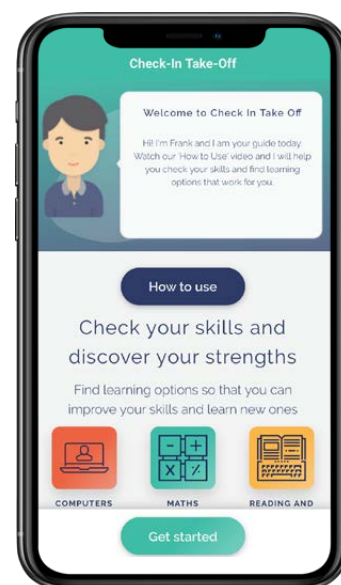 Check-In Take-Off
Welcome to Check In Take Off
Hi! I'm Frank and I am your guide today.
Watch our 'How to Use' video and I will help
you check your skills and find learning
options that work for you.
How to use
Check your skills and
discover your strengths
Find learning options so that you can
improve your skills and learn new ones
- +
x ٪
COMPUTERS MATHS READING AND
Get started